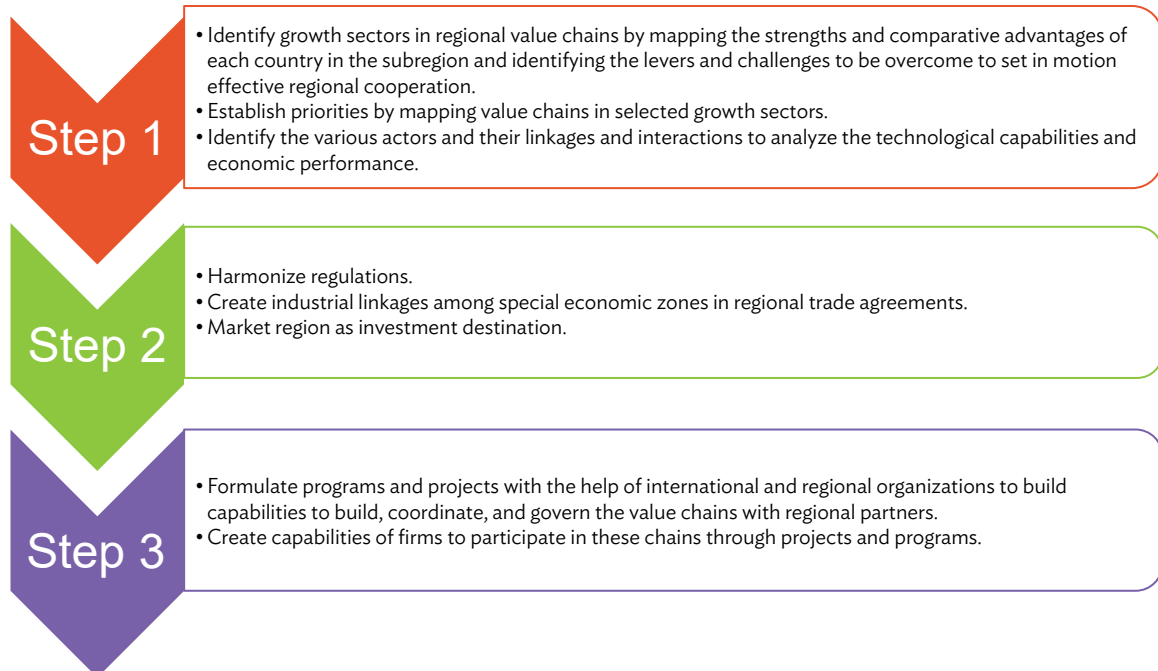 Step 1
• Identify growth sectors in regional value chains by mapping the strengths and comparative advantages of
each country in the subregion and identifying the levers and challenges to be overcome to set in motion
effective regional cooperation.
• Establish priorities by mapping value chains in selected growth sectors.
• Identify the various actors and their linkages and interactions to analyze the technological capabilities and
economic performance.
Step 2
• Harmonize regulations.
• Create industrial linkages among special economic zones in regional trade agreements.
• Market region as investment destination.
Step 3
• Formulate programs and projects with the help of international and regional organizations to build
capabilities to build, coordinate, and govern the value chains with regional partners.
• Create capabilities of firms to participate in these chains through projects and programs.